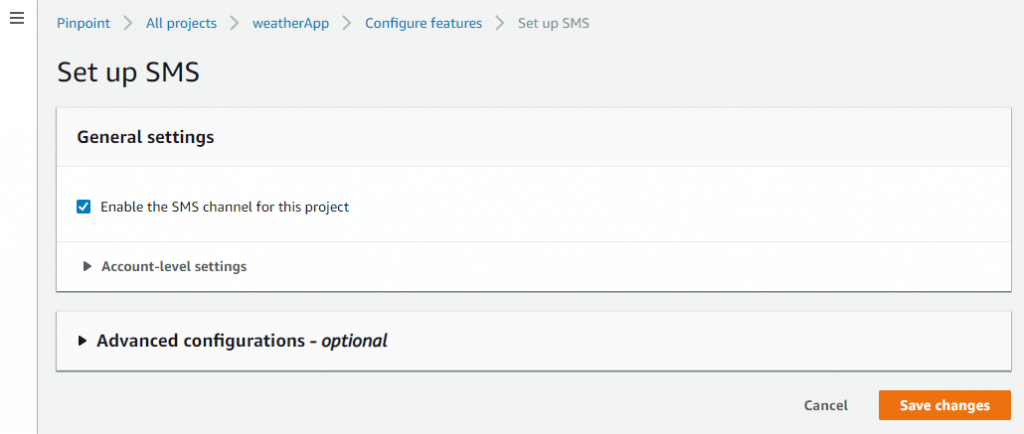 Pinpoint All projects weatherApp Configure features Set up SMS
Set up SMS
General settings
Enable the SMS channel for this project
Account-level settings
Advanced configurations - optional
Cancel Save changes